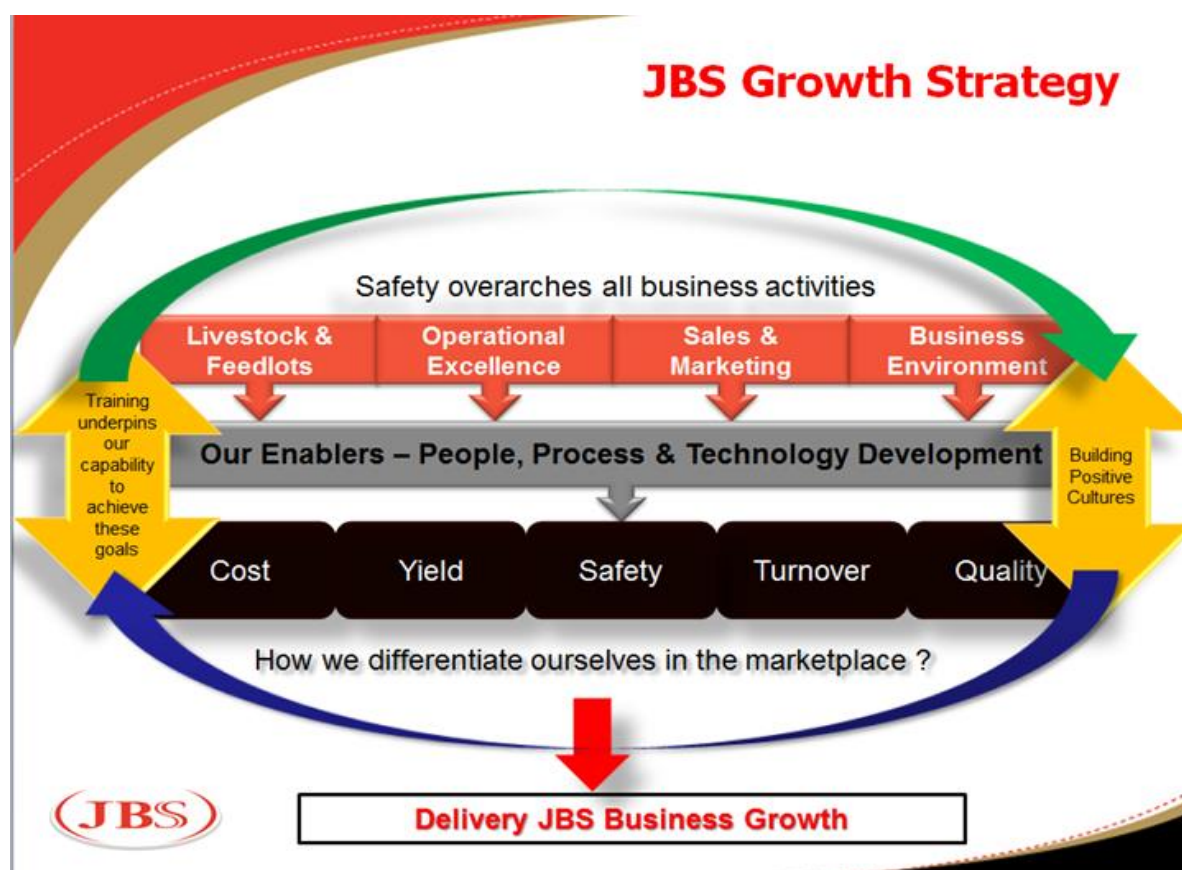 JBS Growth Strategy
Safety overarches all business activities
Livestock &
Feedlots
Operational
Excellence
Sales &
Marketing
Business
Environment
Training
underpins
our
capability
to
achieve
these
goals
Our Enablers – People, Process & Technology Development
Building
Positive
Cultures
Cost
Yield
Safety
Turnover
Quality
How we differentiate ourselves in the marketplace ?
JBS
Delivery JBS Business Growth